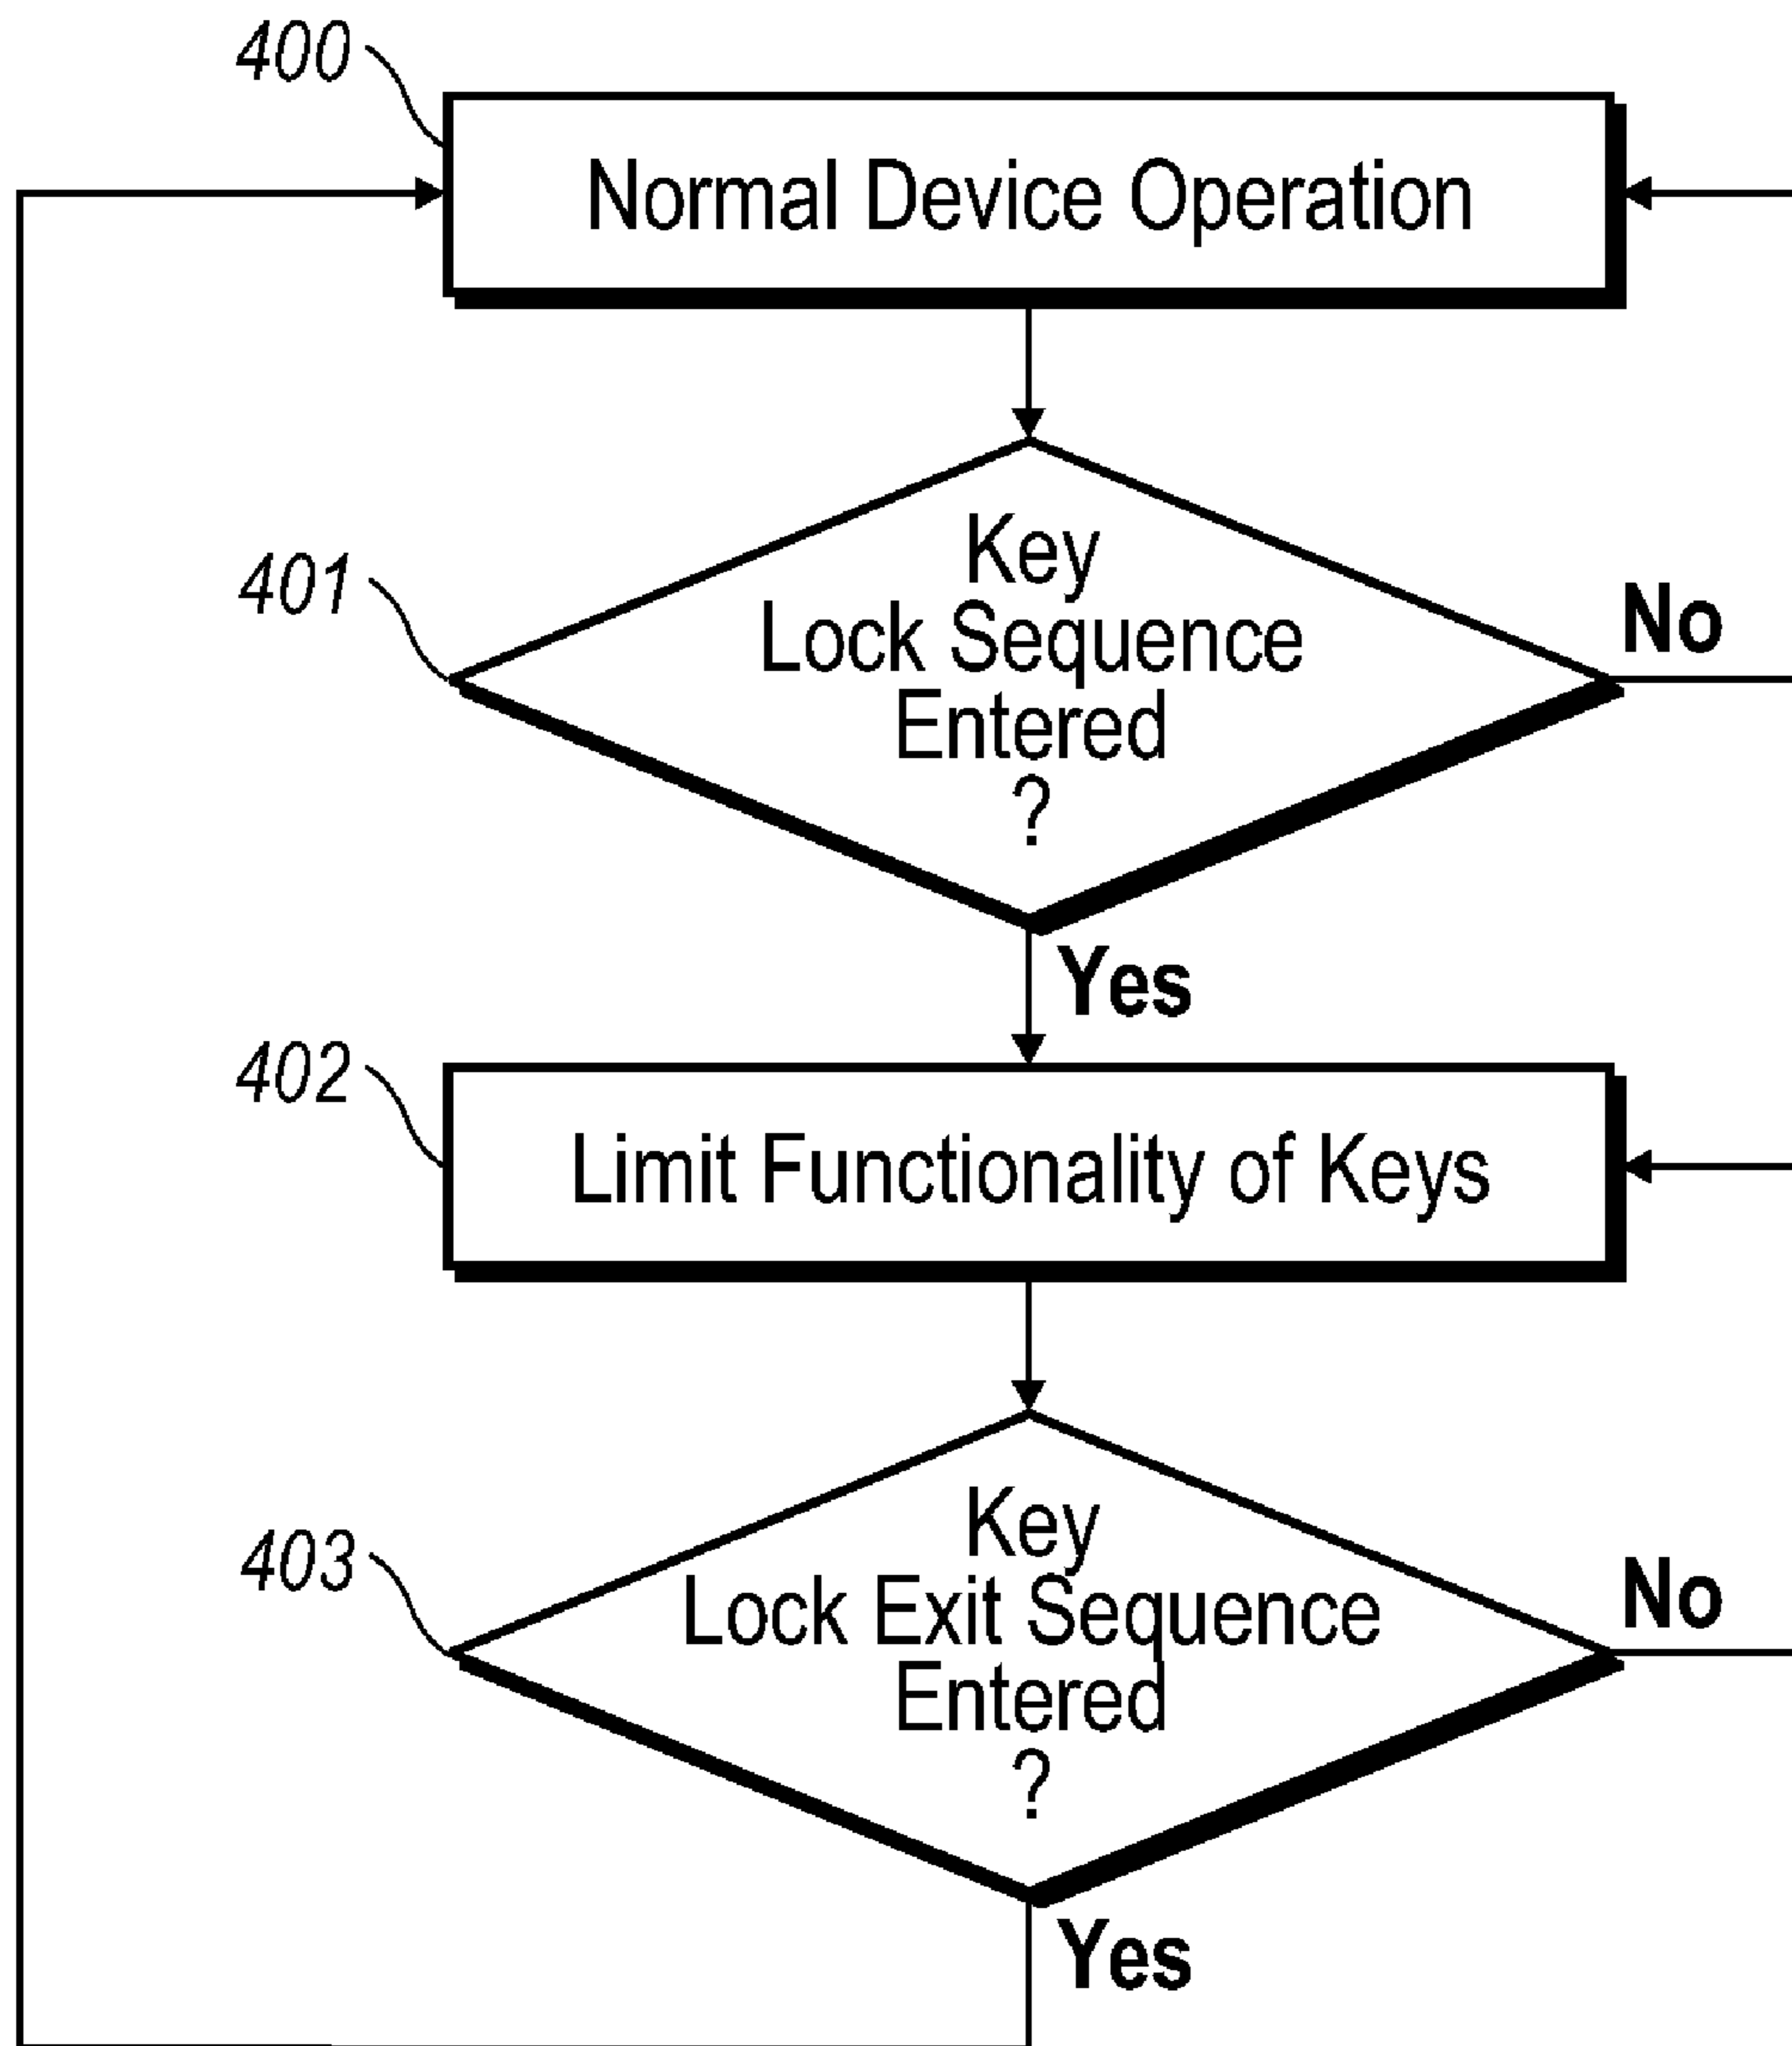 400
Normal Device Operation
401
Key
Lock Sequence
Entered
?
No
Yes
402
Limit Functionality of Keys
403
Key
Lock Exit Sequence
Entered
?
No
Yes